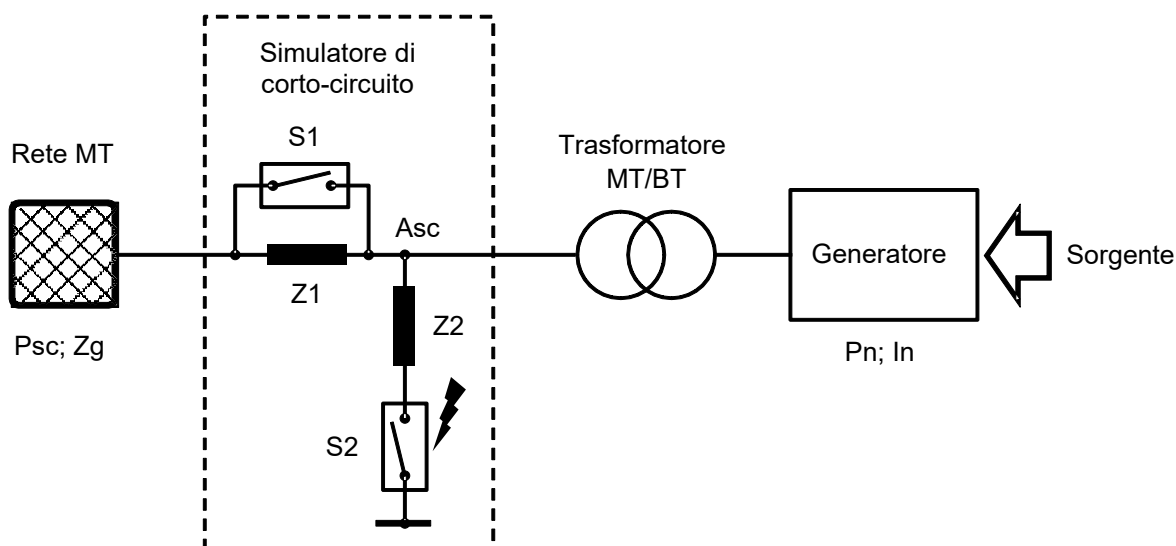 Simulatore di
corto-circuito
S1
Rete MT
Trasformatore
MT/BT
Asc
Generatore
Sorgente
Z1
Z2
Psc; Zg
Pn; In
S2